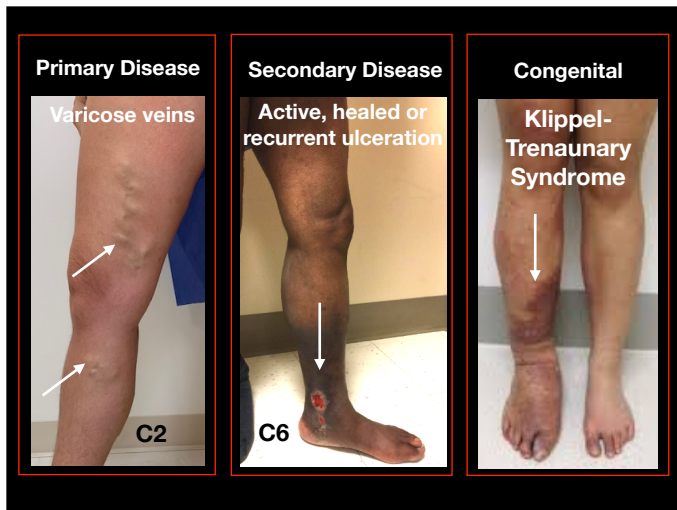 Primary Disease
Varicose veins
C2
Secondary Disease
Active, healed or
recurrent ulceration
C6
Congenital
Klippel-
Trenaunary
Syndrome